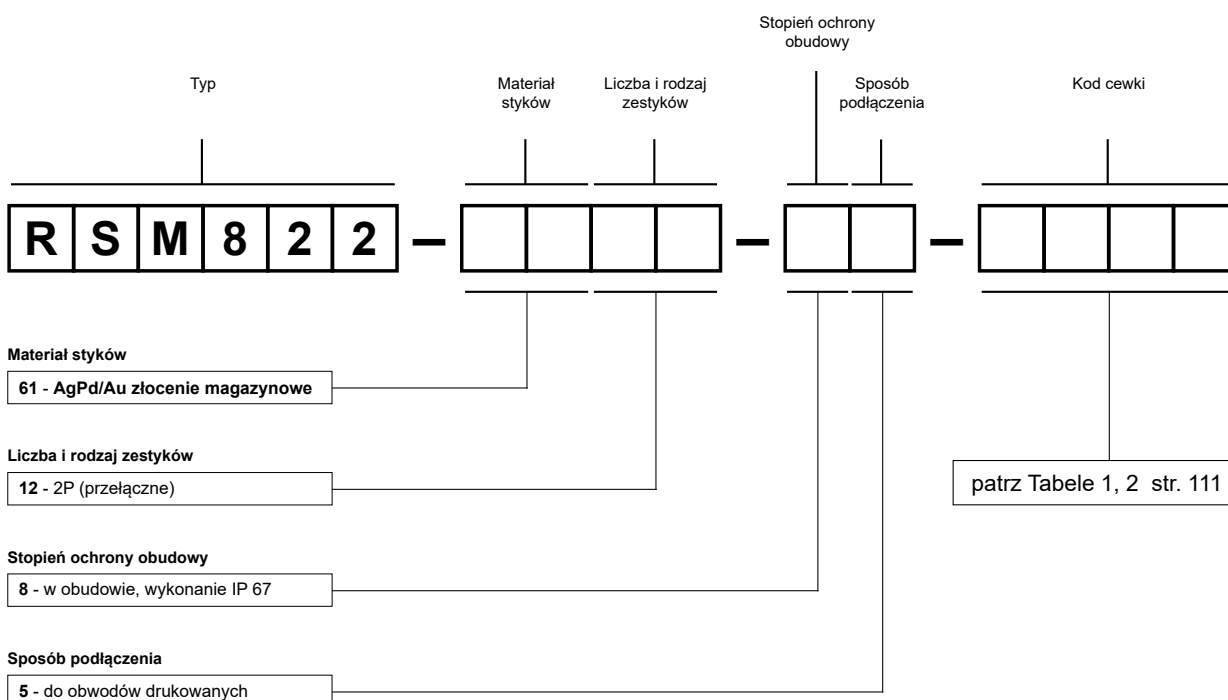 Stopień ochrony
obudowy
Typ
Materiał
styków
Liczba i rodzaj
zestyków
Sposób
podłączenia
Kod cewki
R S M 8 2 2 – – –
Materiał styków
61 - AgPd/Au złocenie magazynowe
Liczba i rodzaj zestyków
12 - 2P (przełączne)
patrz Tabele 1, 2 str. 111
Stopień ochrony obudowy
8 - w obudowie, wykonanie IP 67
Sposób podłączenia
5 - do obwodów drukowanych